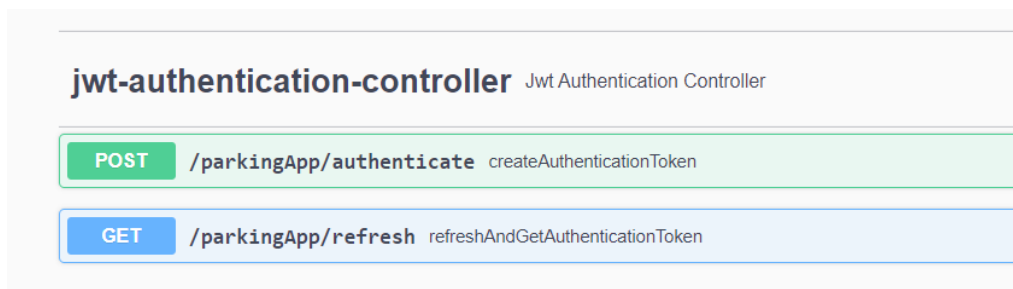 jwt-authentication-controller Jwt Authentication Controller
POST /parkingApp/authenticate createAuthenticationToken
GET /parkingApp/refresh refreshAndGetAuthenticationToken